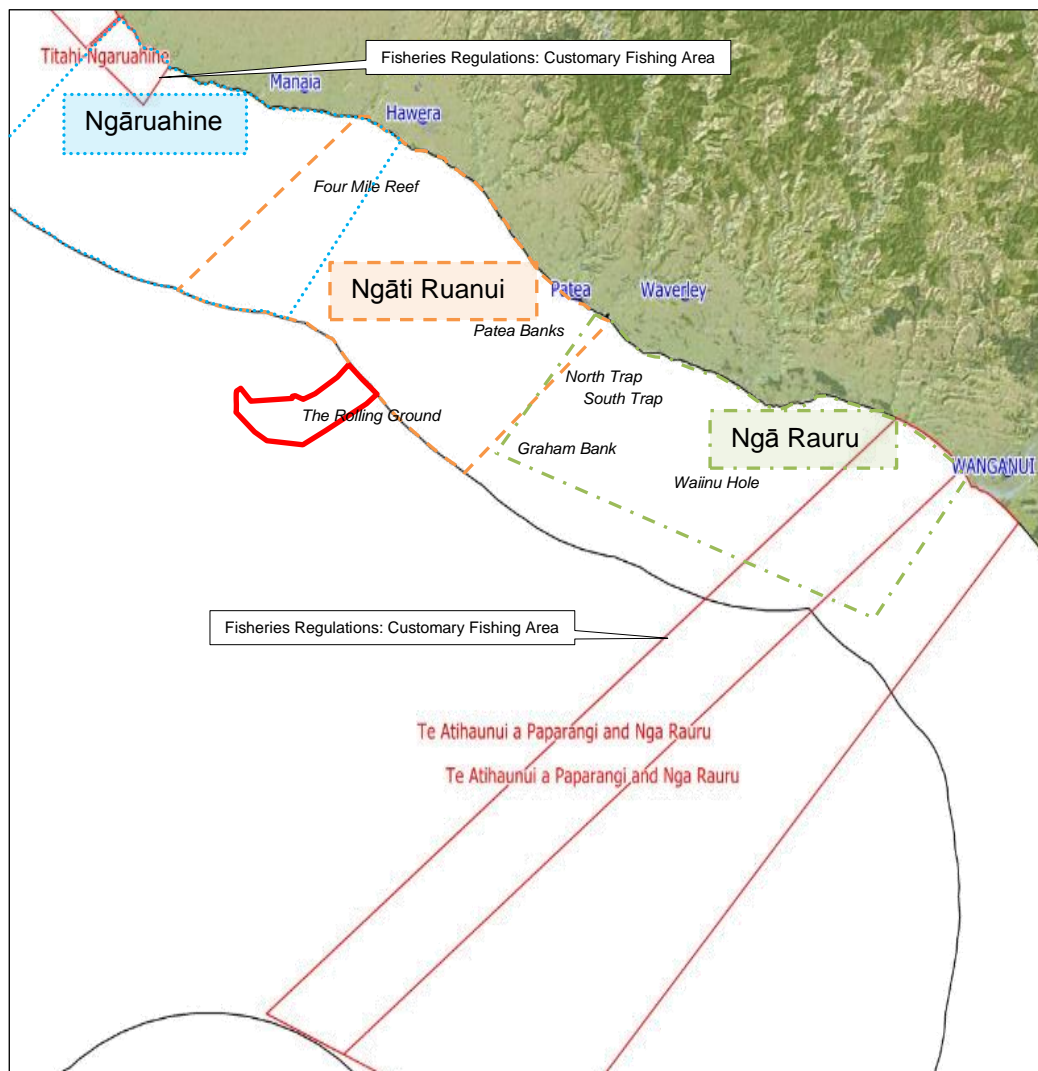 Titahi Ngaruahine
Fisheries Regulations: Customary Fishing Area
Manaia
Hawera
Ngāruahine
Four Mile Reef
Ngāti Ruanui
Patea
Waverley
Patea Banks
North Trap
South Trap
The Rolling Ground
Ngā Rauru
Graham Bank
WANGANUI
Waiinu Hole
Fisheries Regulations: Customary Fishing Area
Te Atihaunui a Paparangi and Nga Rauru
Te Atihaunui a Paparangi and Nga Rauru